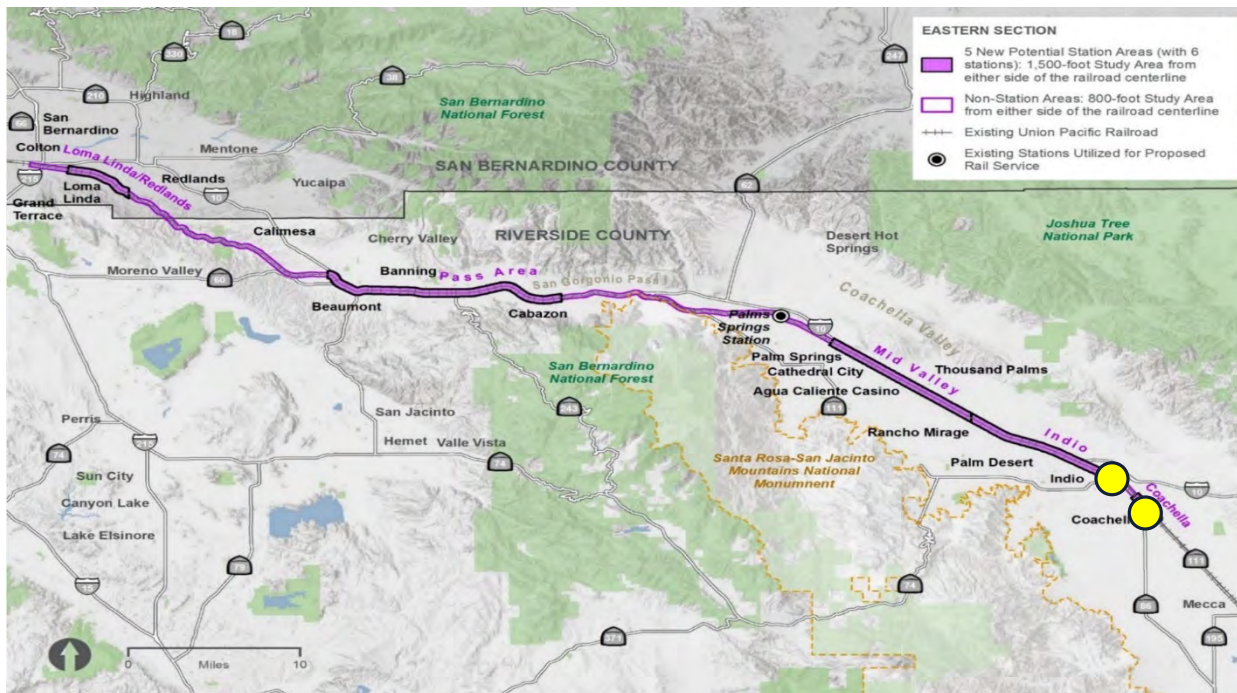 EASTERN SECTION
5 New Potential Station Areas (with 6
stations): 1,500-foot Study Area from
either side of the railroad centerline
Non-Station Areas: 800-foot Study Area
from either side of the railroad centerline
Existing Union Pacific Railroad
Existing Stations Utilized for Proposed
Rail Service
18
330
247
38
210
Highland
San Bernardino
National Forest
66
San
Bernardino
Colton
Loma Linda/Redlands
Mentone
SAN BERNARDINO COUNTY
215
Loma
Linda
Redlands
Yucaipa
10
62
Grand
Terrace
Calimesa
Cherry Valley
RIVERSIDE COUNTY
Desert Hot
Springs
Joshua Tree
National Park
Moreno Valley
60
Banning
Pass Area
San Gorgonio Pass
Coachella Valley
Beaumont
Cabazon
Palms
Springs
Station
10
Palm Springs
Mid Valley
Cathedral City
Thousand Palms
San Bernardino
National Forest
Agua Caliente Casino
111
243
Perris
San Jacinto
Rancho Mirage
Indio
215
Hemet
Valle Vista
74
74
Santa Rosa-San Jacinto
Mountains National
Monumnent
Palm Desert
Sun City
Indio
10
Canyon Lake
Coachella
Coachell
Lake Elsinore
79
15
74
111
86
Mecca
371
195
0
10
Miles